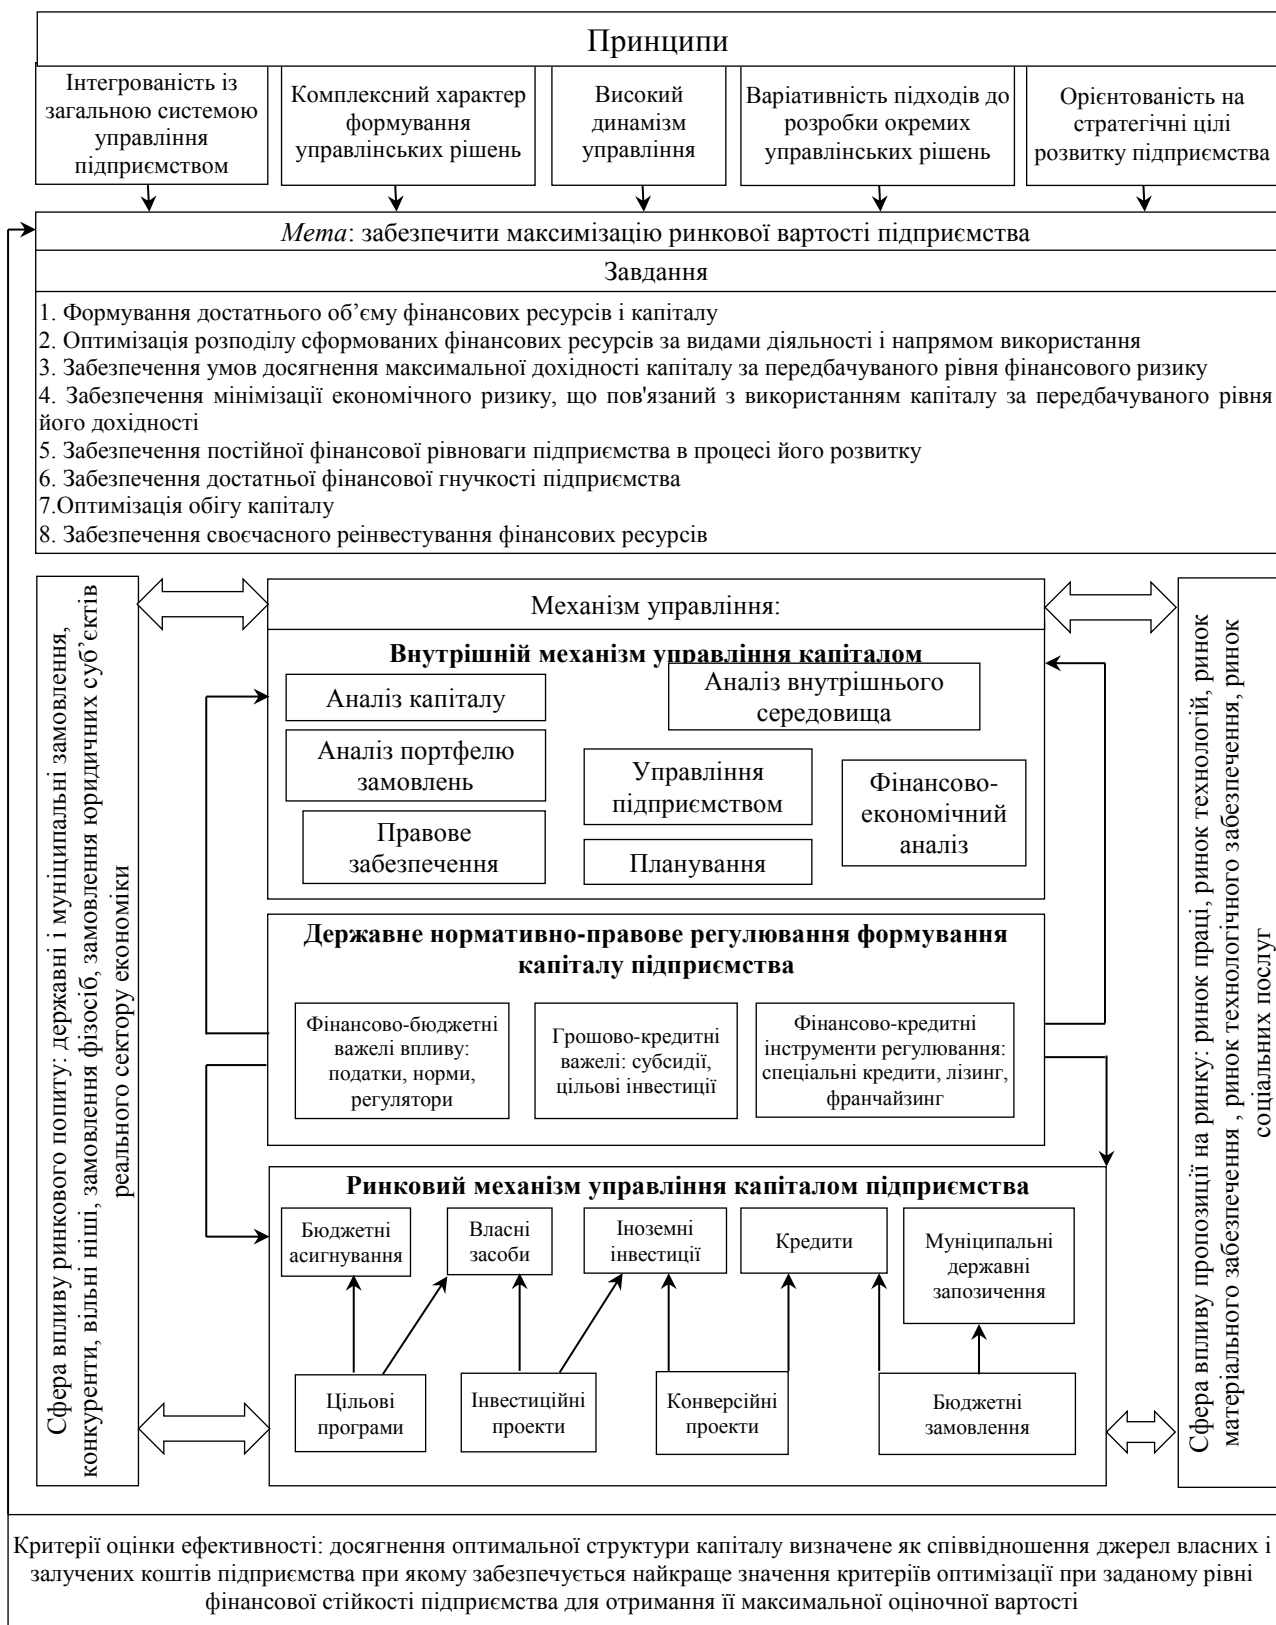 Принципи
Інтегрованість із
загальною системою
управління
підприємством
Комплексний характер
формування
управлінських рішень
Високий
динамізм
управління
Варіативність підходів до
розробки окремих
управлінських рішень
Орієнтованість на
стратегічні цілі
розвитку підприємства
Мета: забезпечити максимізацію ринкової вартості підприємства
Завдання
1. Формування достатнього об’єму фінансових ресурсів і капіталу
2. Оптимізація розподілу сформованих фінансових ресурсів за видами діяльності і напрямом використання
3. Забезпечення умов досягнення максимальної дохідності капіталу за передбачуваного рівня фінансового ризику
4. Забезпечення мінімізації економічного ризику, що пов'язаний з використанням капіталу за передбачуваного рівня
його дохідності
5. Забезпечення постійної фінансової рівноваги підприємства в процесі його розвитку
6. Забезпечення достатньої фінансової гнучкості підприємства
7.Оптимізація обігу капіталу
8. Забезпечення своєчасного реінвестування фінансових ресурсів
Сфера впливу ринкового попиту: державні і муніципальні замовлення,
конкуренти, вільні ніші, замовлення фізосіб, замовлення юридичних суб’єктів
реального сектору економіки
Механізм управління:
Внутрішній механізм управління капіталом
Аналіз капіталу
Аналіз внутрішнього
середовища
Аналіз портфелю
замовлень
Управління
підприємством
Фінансово-
економічний
аналіз
Правове
забезпечення
Планування
Державне нормативно-правове регулювання формування
капіталу підприємства
Фінансово-бюджетні
важелі впливу:
податки, норми,
регулятори
Грошово-кредитні
важелі: субсидії,
цільові інвестиції
Фінансово-кредитні
інструменти регулювання:
спеціальні кредити, лізинг,
франчайзинг
Ринковий механізм управління капіталом підприємства
Бюджетні
асигнування
Власні
засоби
Іноземні
інвестиції
Кредити
Муніципальні
державні
запозичення
Цільові
програми
Інвестиційні
проекти
Конверсійні
проекти
Бюджетні
замовлення
Сфера впливу пропозиції на ринку: ринок праці, ринок технологій, ринок
матеріального забезпечення , ринок технологічного забезпечення, ринок
соціальних послуг
Критерії оцінки ефективності: досягнення оптимальної структури капіталу визначене як співвідношення джерел власних і
залучених коштів підприємства при якому забезпечується найкраще значення критеріїв оптимізації при заданому рівні
фінансової стійкості підприємства для отримання її максимальної оціночної вартості